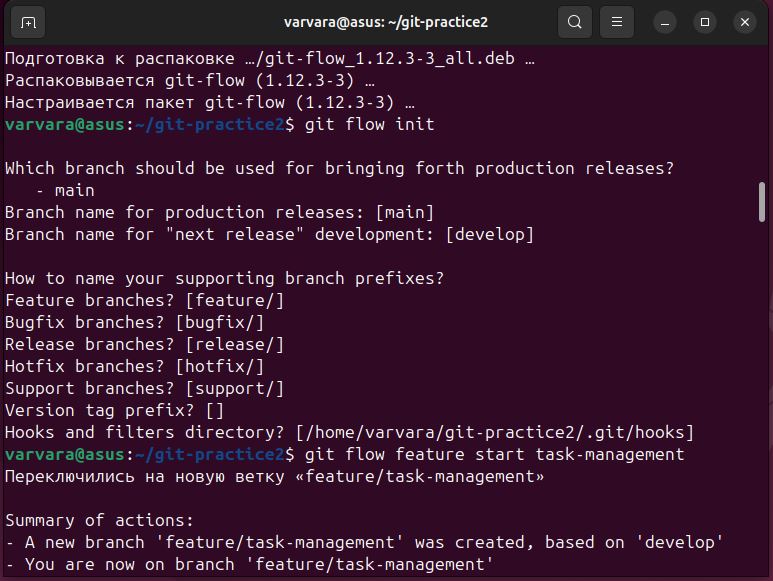 varvara@asus: ~/git-practice2
Подготовка к распаковке …/git-flow_1.12.3-3_all.deb …
Распаковывается git-flow (1.12.3-3) …
Настраивается пакет git-flow (1.12.3-3) …
varvara@asus:~/git-practice2$ git flow init

Which branch should be used for bringing forth production releases?
   - main
Branch name for production releases: [main]
Branch name for "next release" development: [develop]

How to name your supporting branch prefixes?
Feature branches? [feature/]
Bugfix branches? [bugfix/]
Release branches? [release/]
Hotfix branches? [hotfix/]
Support branches? [support/]
Version tag prefix? []
Hooks and filters directory? [/home/varvara/git-practice2/.git/hooks]
varvara@asus:~/git-practice2$ git flow feature start task-management
Переключились на новую ветку «feature/task-management»

Summary of actions:
- A new branch 'feature/task-management' was created, based on 'develop'
- You are now on branch 'feature/task-management'